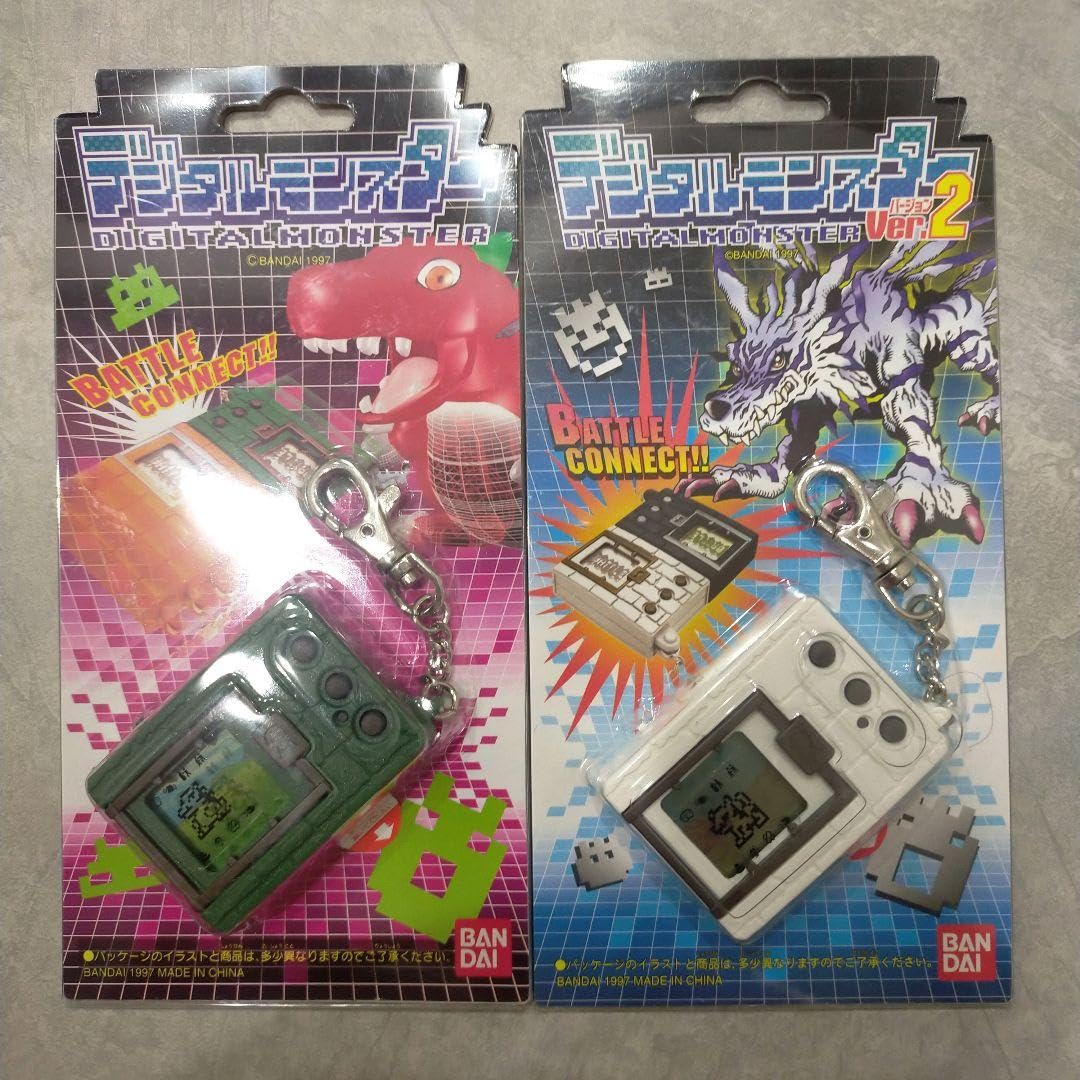 デジタルモンスター
DIGITALMONSTER
©BANDAI 1997
BATTLE
CONNECT!!
●パッケージのイラストと商品は、多少異なりますのでご了承ください。
BANDAI 1997 MADE IN CHINA
BAN
DAI
デジタルモンスター
バージョン
Ver.2
DIGITALMONSTER
©BANDAI 1997
BATTLE
CONNECT!!
●パッケージのイラストと商品は、多少異なりますのでご了承ください。
BANDAI 1997 MADE IN CHINA
BAN
DAI